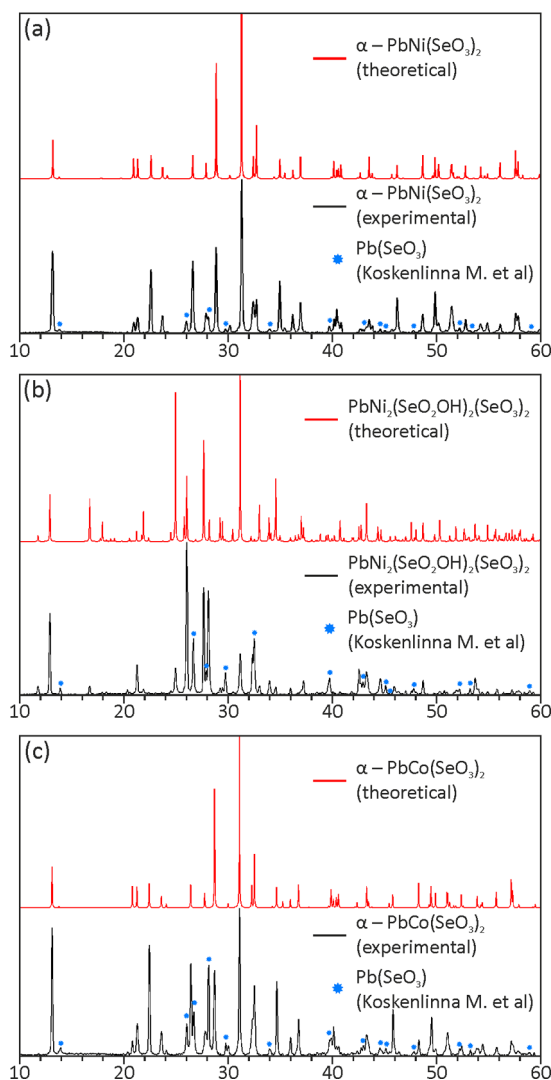 (a)
α – PbNi(SeO₃)₂
(theoretical)
α – PbNi(SeO₃)₂
(experimental)
Pb(SeO₃)
(Koskenlinna M. et al)
10 20 30 40 50 60
(b)
PbNi₂(SeO₂OH)₂(SeO₃)₂
(theoretical)
PbNi₂(SeO₂OH)₂(SeO₃)₂
(experimental)
Pb(SeO₃)
(Koskenlinna M. et al)
10 20 30 40 50 60
(c)
α – PbCo(SeO₃)₂
(theoretical)
α – PbCo(SeO₃)₂
(experimental)
Pb(SeO₃)
(Koskenlinna M. et al)
10 20 30 40 50 60